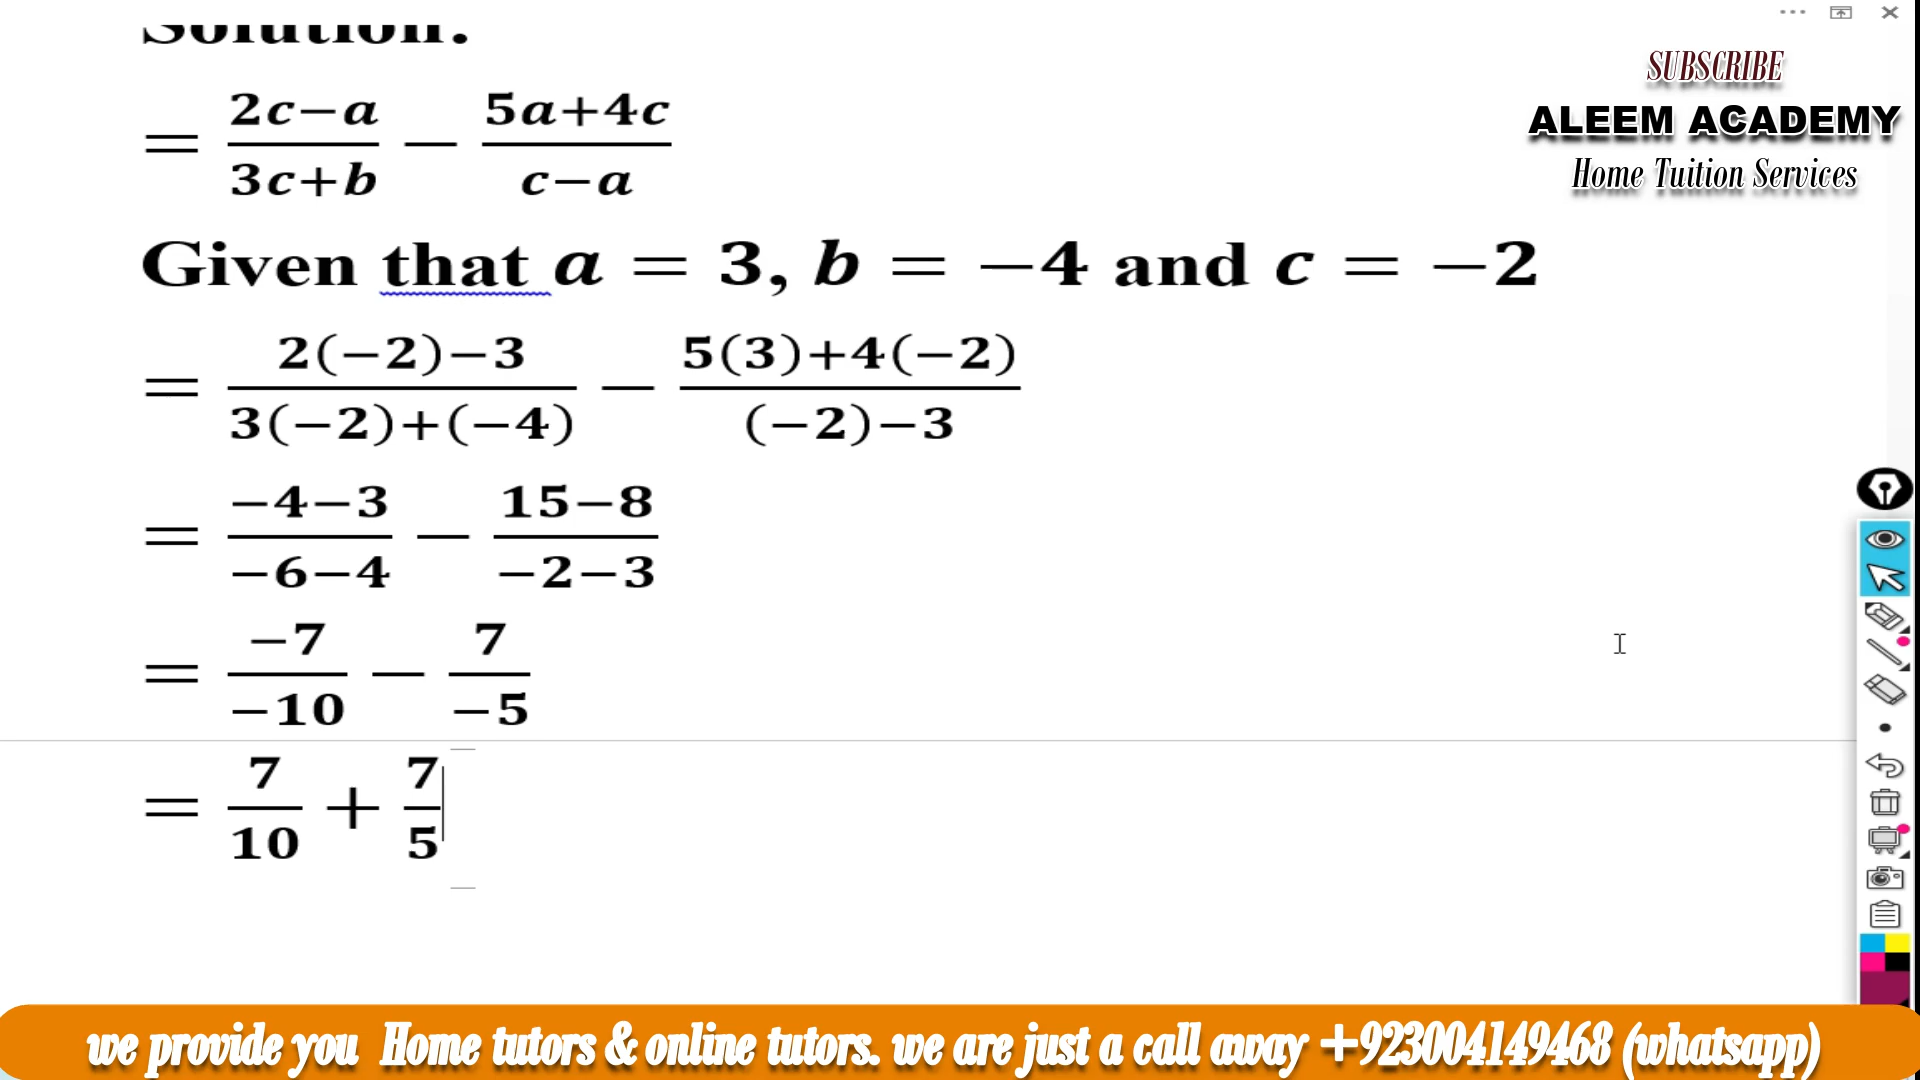 Solution:
= (2c−a)/(3c+b) − (5a+4c)/(c−a)
SUBSCRIBE
ALEEM ACADEMY
Home Tuition Services
Given that a = 3, b = −4 and c = −2
= (2(−2)−3)/(3(−2)+(−4)) − (5(3)+4(−2))/((−2)−3)
= (−4−3)/(−6−4) − (15−8)/(−2−3)
= (−7)/(−10) − 7/(−5)
= 7/10 + 7/5
we provide you Home tutors & online tutors. we are just a call away +923004149468 (whatsapp)